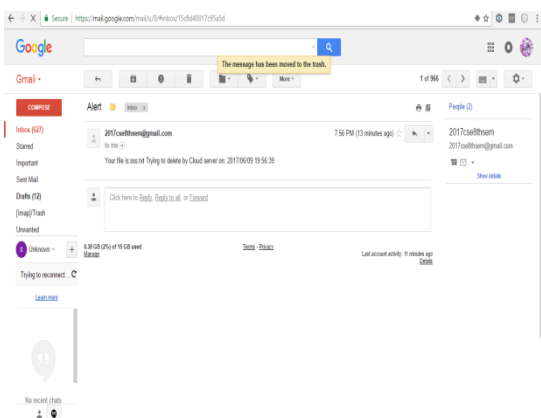 Secure | https://mail.google.com/mail/u/0/#inbox/15c8d40017c95a5d
Google
The message has been moved to the trash.
Gmail
More
1 of 966
COMPOSE
Alert
Inbox x
People (2)
Inbox (627)
2017cse8thsem@gmail.com
7:56 PM (13 minutes ago)
2017cse8thsem
Starred
to me
2017cse8thsem@gmail.com
Important
Your file is sss.txt Trying to delete by Cloud server on: 2017/06/09 19:56:39
Sent Mail
Show details
Drafts (12)
Click here to Reply, Reply to all, or Forward
[Imap]/Trash
Unwanted
S Unknown
0.38 GB (2%) of 15 GB used
Manage
Terms - Privacy
Last account activity: 11 minutes ago
Details
Trying to reconnect...
Learn more
No recent chats